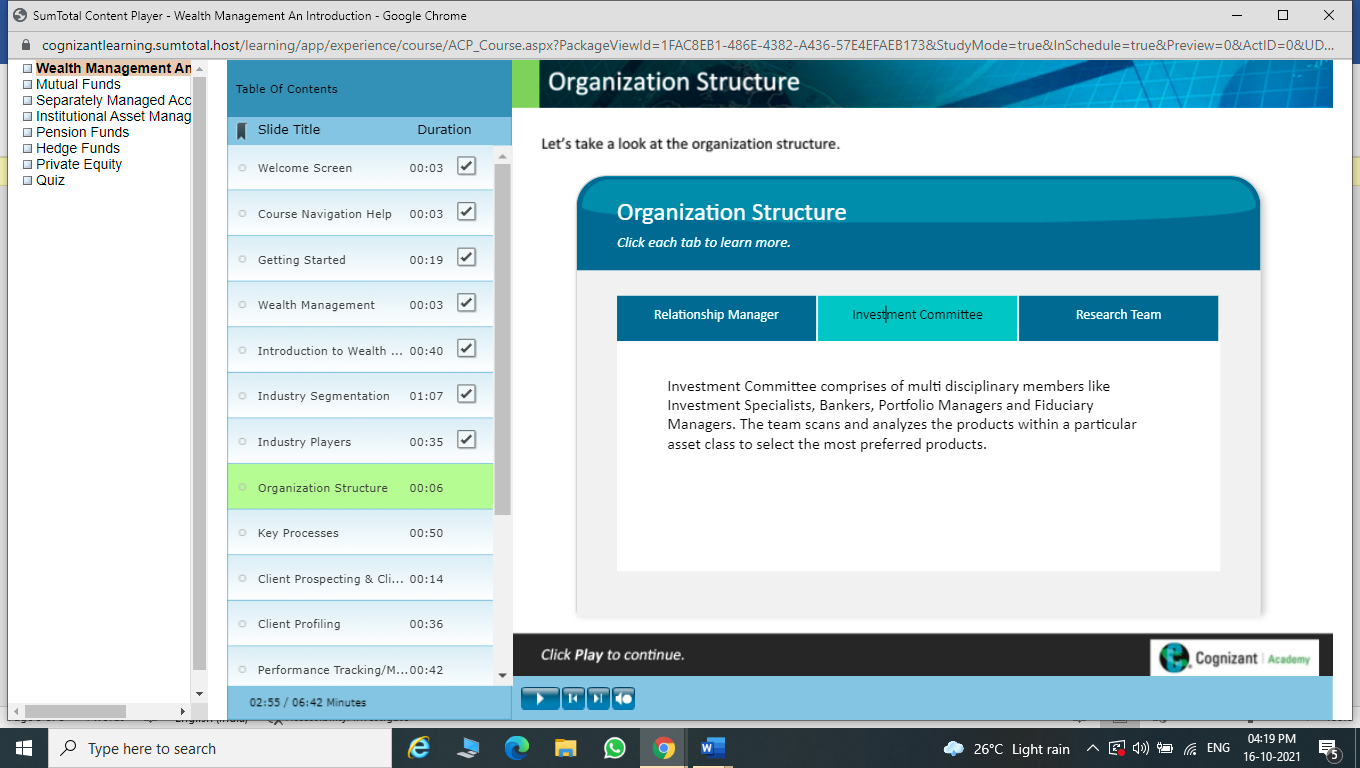 SumTotal Content Player - Wealth Management An Introduction - Google Chrome
cognizantlearning.sumtotal.host/learning/app/experience/course/ACP_Course.aspx?PackageViewId=1FAC8EB1-486E-4382-A436-57E4EFAEB173&StudyMode=true&InSchedule=true&Preview=0&ActID=0&UD...
Wealth Management An
Mutual Funds
Separately Managed Acc
Institutional Asset Manag
Pension Funds
Hedge Funds
Private Equity
Quiz
Table Of Contents
Slide Title Duration
Welcome Screen 00:03
Course Navigation Help 00:03
Getting Started 00:19
Wealth Management 00:03
Introduction to Wealth ... 00:40
Industry Segmentation 01:07
Industry Players 00:35
Organization Structure 00:06
Key Processes 00:50
Client Prospecting & Cli... 00:14
Client Profiling 00:36
Performance Tracking/M... 00:42
02:55 / 06:42 Minutes
Organization Structure
Let's take a look at the organization structure.
Organization Structure
Click each tab to learn more.
Relationship Manager Investment Committee Research Team
Investment Committee comprises of multi disciplinary members like
Investment Specialists, Bankers, Portfolio Managers and Fiduciary
Managers. The team scans and analyzes the products within a particular
asset class to select the most preferred products.
Click Play to continue.
Cognizant | Academy
Type here to search
26°C Light rain
ENG
04:19 PM
16-10-2021
5